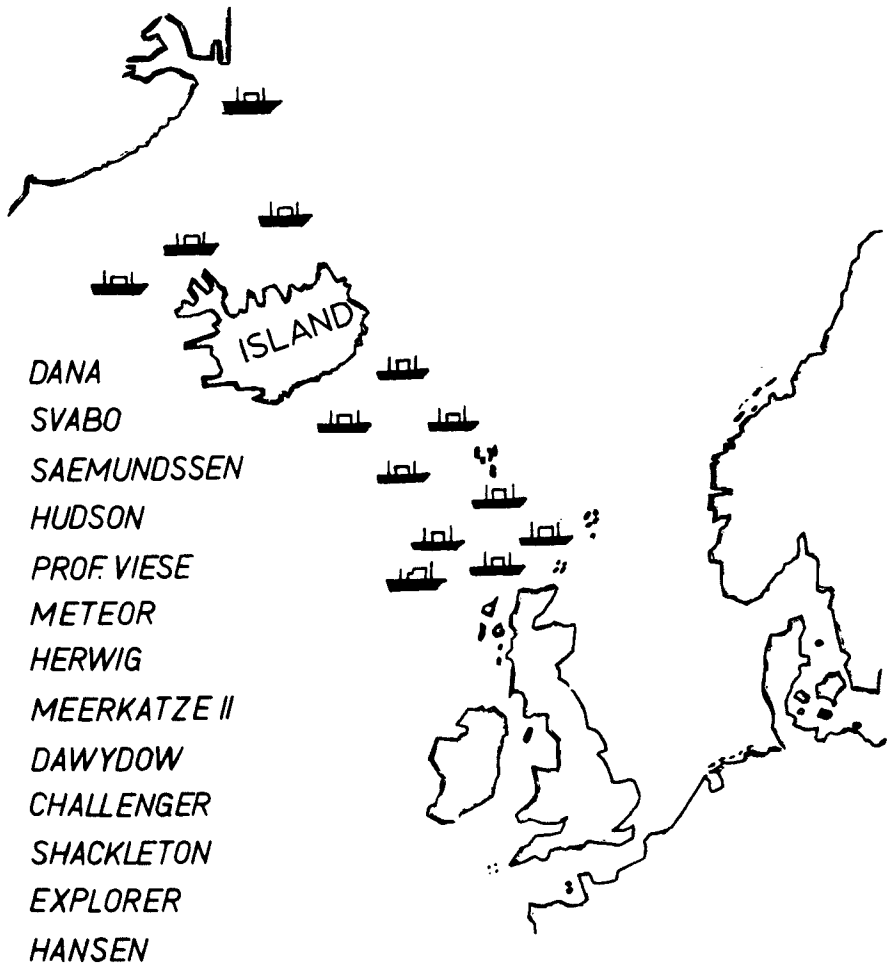 ISLAND
DANA
SVABO
SAEMUNDSSEN
HUDSON
PROF. VIESE
METEOR
HERWIG
MEERKATZE II
DAWYDOW
CHALLENGER
SHACKLETON
EXPLORER
HANSEN